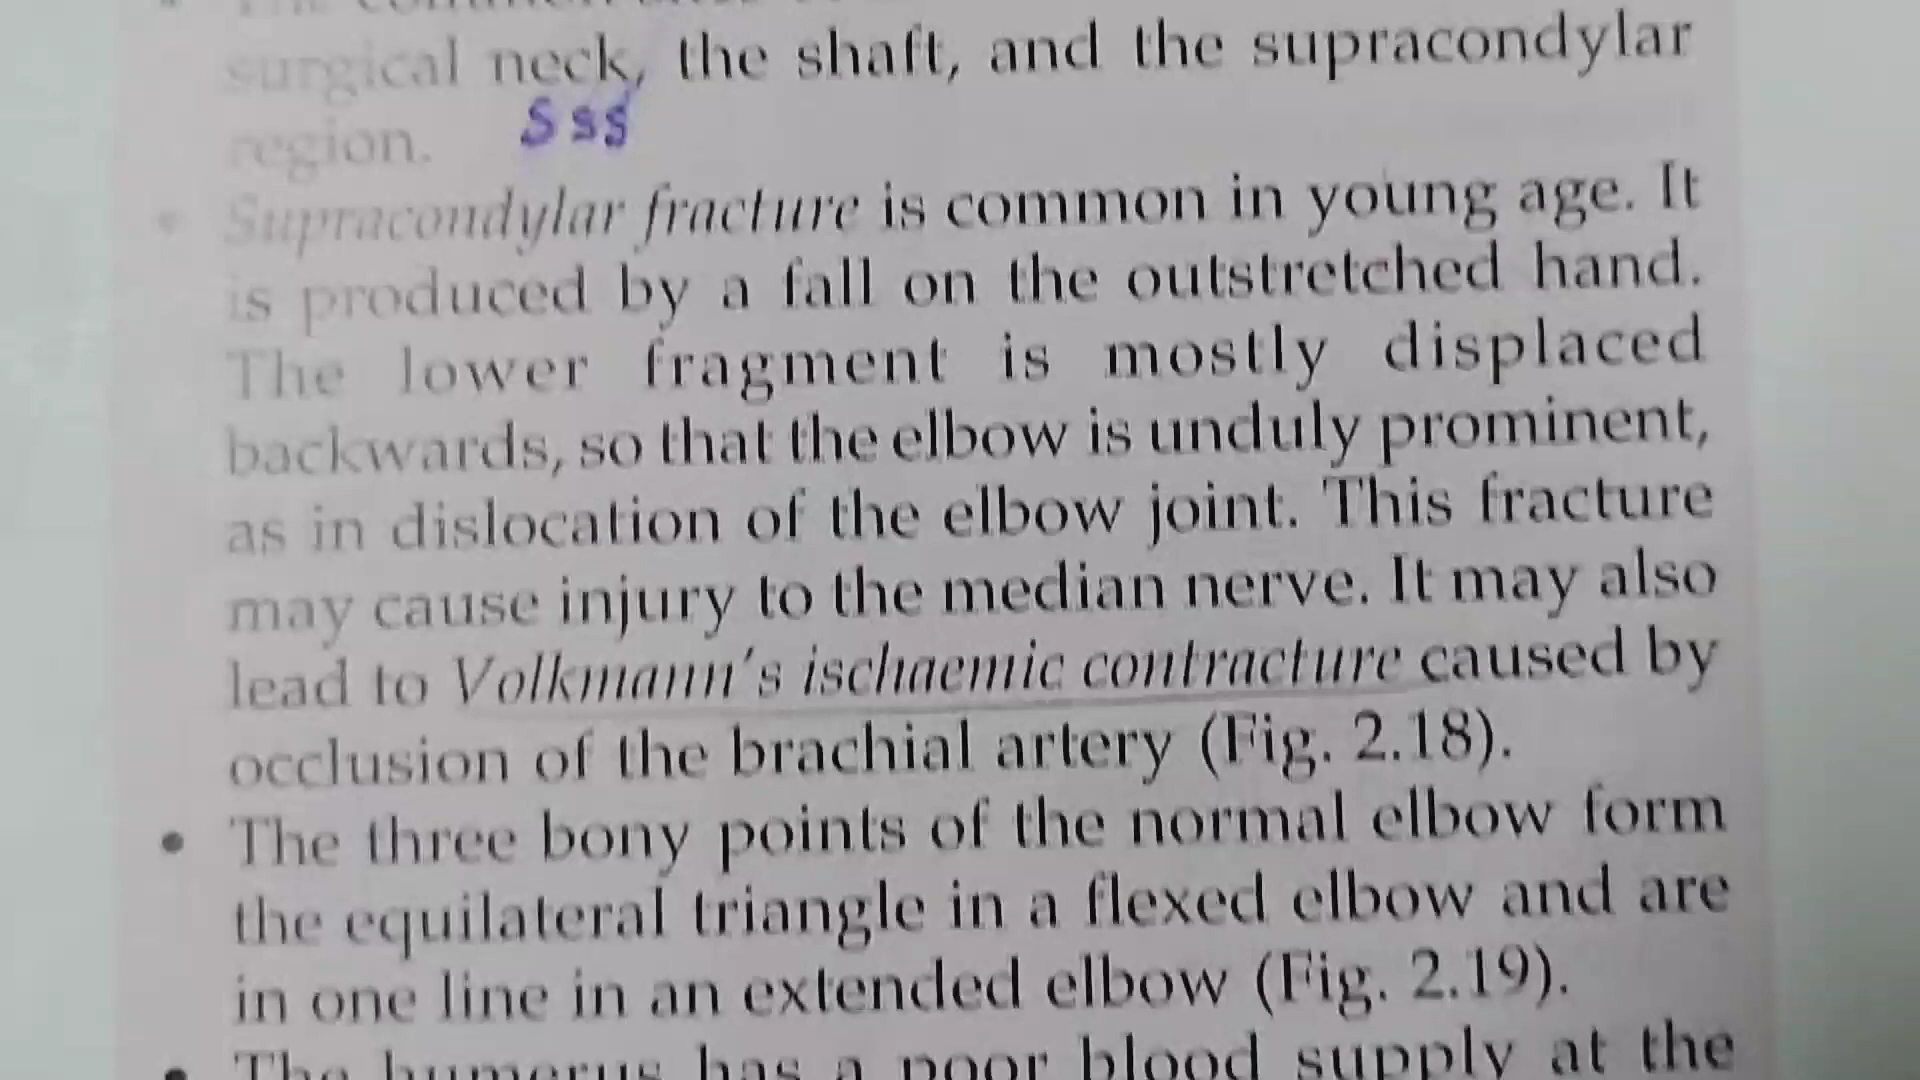 surgical neck, the shaft, and the supracondylar
region. SSS
• Supracondylar fracture is common in young age. It
is produced by a fall on the outstretched hand.
The lower fragment is mostly displaced
backwards, so that the elbow is unduly prominent,
as in dislocation of the elbow joint. This fracture
may cause injury to the median nerve. It may also
lead to Volkmann's ischaemic contracture caused by
occlusion of the brachial artery (Fig. 2.18).
• The three bony points of the normal elbow form
the equilateral triangle in a flexed elbow and are
in one line in an extended elbow (Fig. 2.19).
• The humerus has a poor blood supply at the